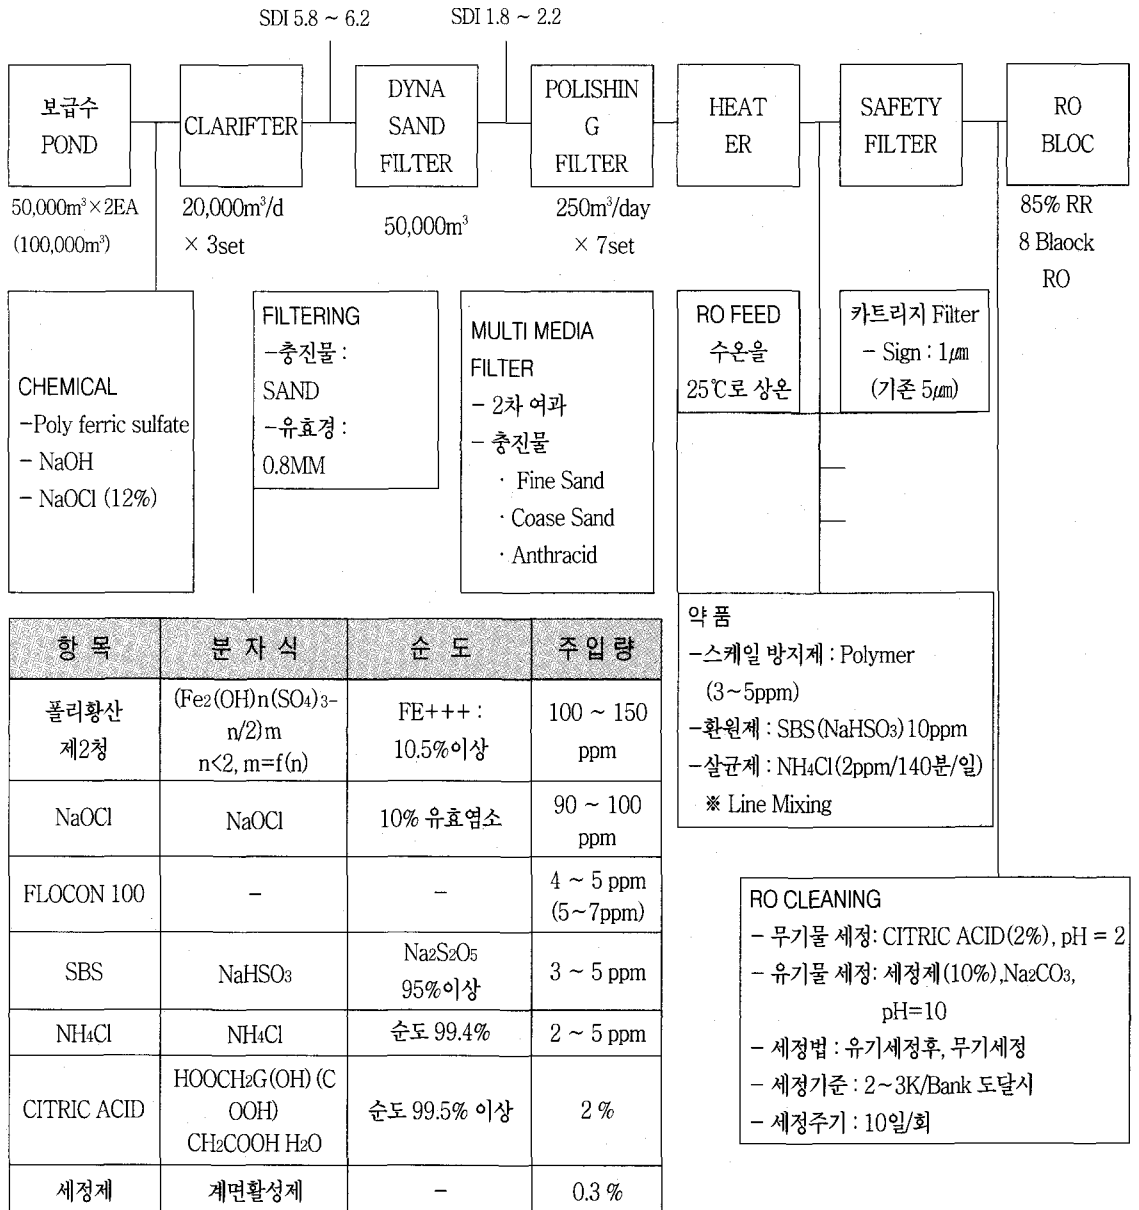 SDI 5.8 ~ 6.2
SDI 1.8 ~ 2.2
보급수
POND
CLARIFTER
DYNA
SAND
FILTER
POLISHIN
G
FILTER
HEAT
ER
SAFETY
FILTER
RO
BLOC
50,000m³×2EA
(100,000m³)
20,000m³/d
× 3set
50,000m³
250m³/day
× 7set
85% RR
8 Blaock
RO
CHEMICAL
-Poly ferric sulfate
- NaOH
- NaOCl (12%)
FILTERING
-충진물 :
SAND
-유효경 :
0.8MM
MULTI MEDIA
FILTER
- 2차 여과
- 충진물
· Fine Sand
· Coase Sand
· Anthracid
RO FEED
수온을
25℃로 상온
카트리지 Filter
- Sign : 1㎛
(기존 5㎛)
항 목 분 자 식 순 도 주 입 량
폴리황산
제2청
(Fe2(OH)n(SO4)3-
n/2)m
n<2, m=f(n)
FE+++ :
10.5%이상
100 ~ 150
ppm
NaOCl NaOCl 10% 유효염소
90 ~ 100
ppm
FLOCON 100 - -
4 ~ 5 ppm
(5~7ppm)
SBS NaHSO3
Na2S2O5
95%이상
3 ~ 5 ppm
NH4Cl NH4Cl 순도 99.4% 2 ~ 5 ppm
CITRIC ACID
HOOCH2G(OH) (C
OOH)
CH2COOH H2O
순도 99.5% 이상 2 %
세정제 계면활성제 - 0.3 %
약 품
-스케일 방지제 : Polymer
(3~5ppm)
-환원제 : SBS(NaHSO3)10ppm
-살균제 : NH4Cl(2ppm/140분/일)
※ Line Mixing
RO CLEANING
- 무기물 세정: CITRIC ACID(2%), pH = 2
- 유기물 세정: 세정제(10%),Na2CO3,
pH=10
- 세정법 : 유기세정후, 무기세정
- 세정기준 : 2~3K/Bank 도달시
- 세정주기 : 10일/회